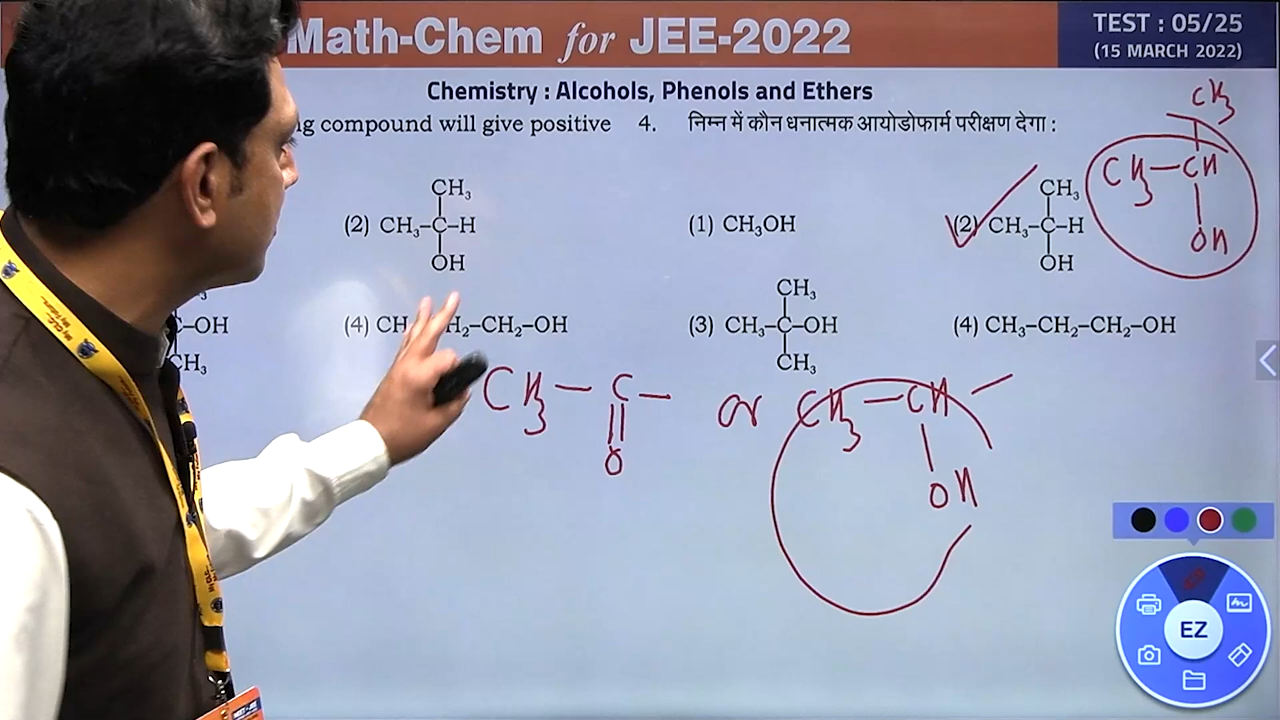 Math-Chem for JEE-2022
TEST : 05/25
(15 MARCH 2022)
Chemistry : Alcohols, Phenols and Ethers
compound will give positive
4. निम्न में कौन धनात्मक आयोडोफार्म परीक्षण देगा :
CH₃
(2) CH₃–C–H
OH
–OH
CH₃
(4) CH₂–CH₂–OH
(1) CH₃OH
CH₃
(2) CH₃–C–H
OH
CH₃
(3) CH₃–C–OH
CH₃
(4) CH₃–CH₂–CH₂–OH
CH₃
CH₃–CH
OH
CH₃–C–
O
or
CH₃–CH–
OH
EZ